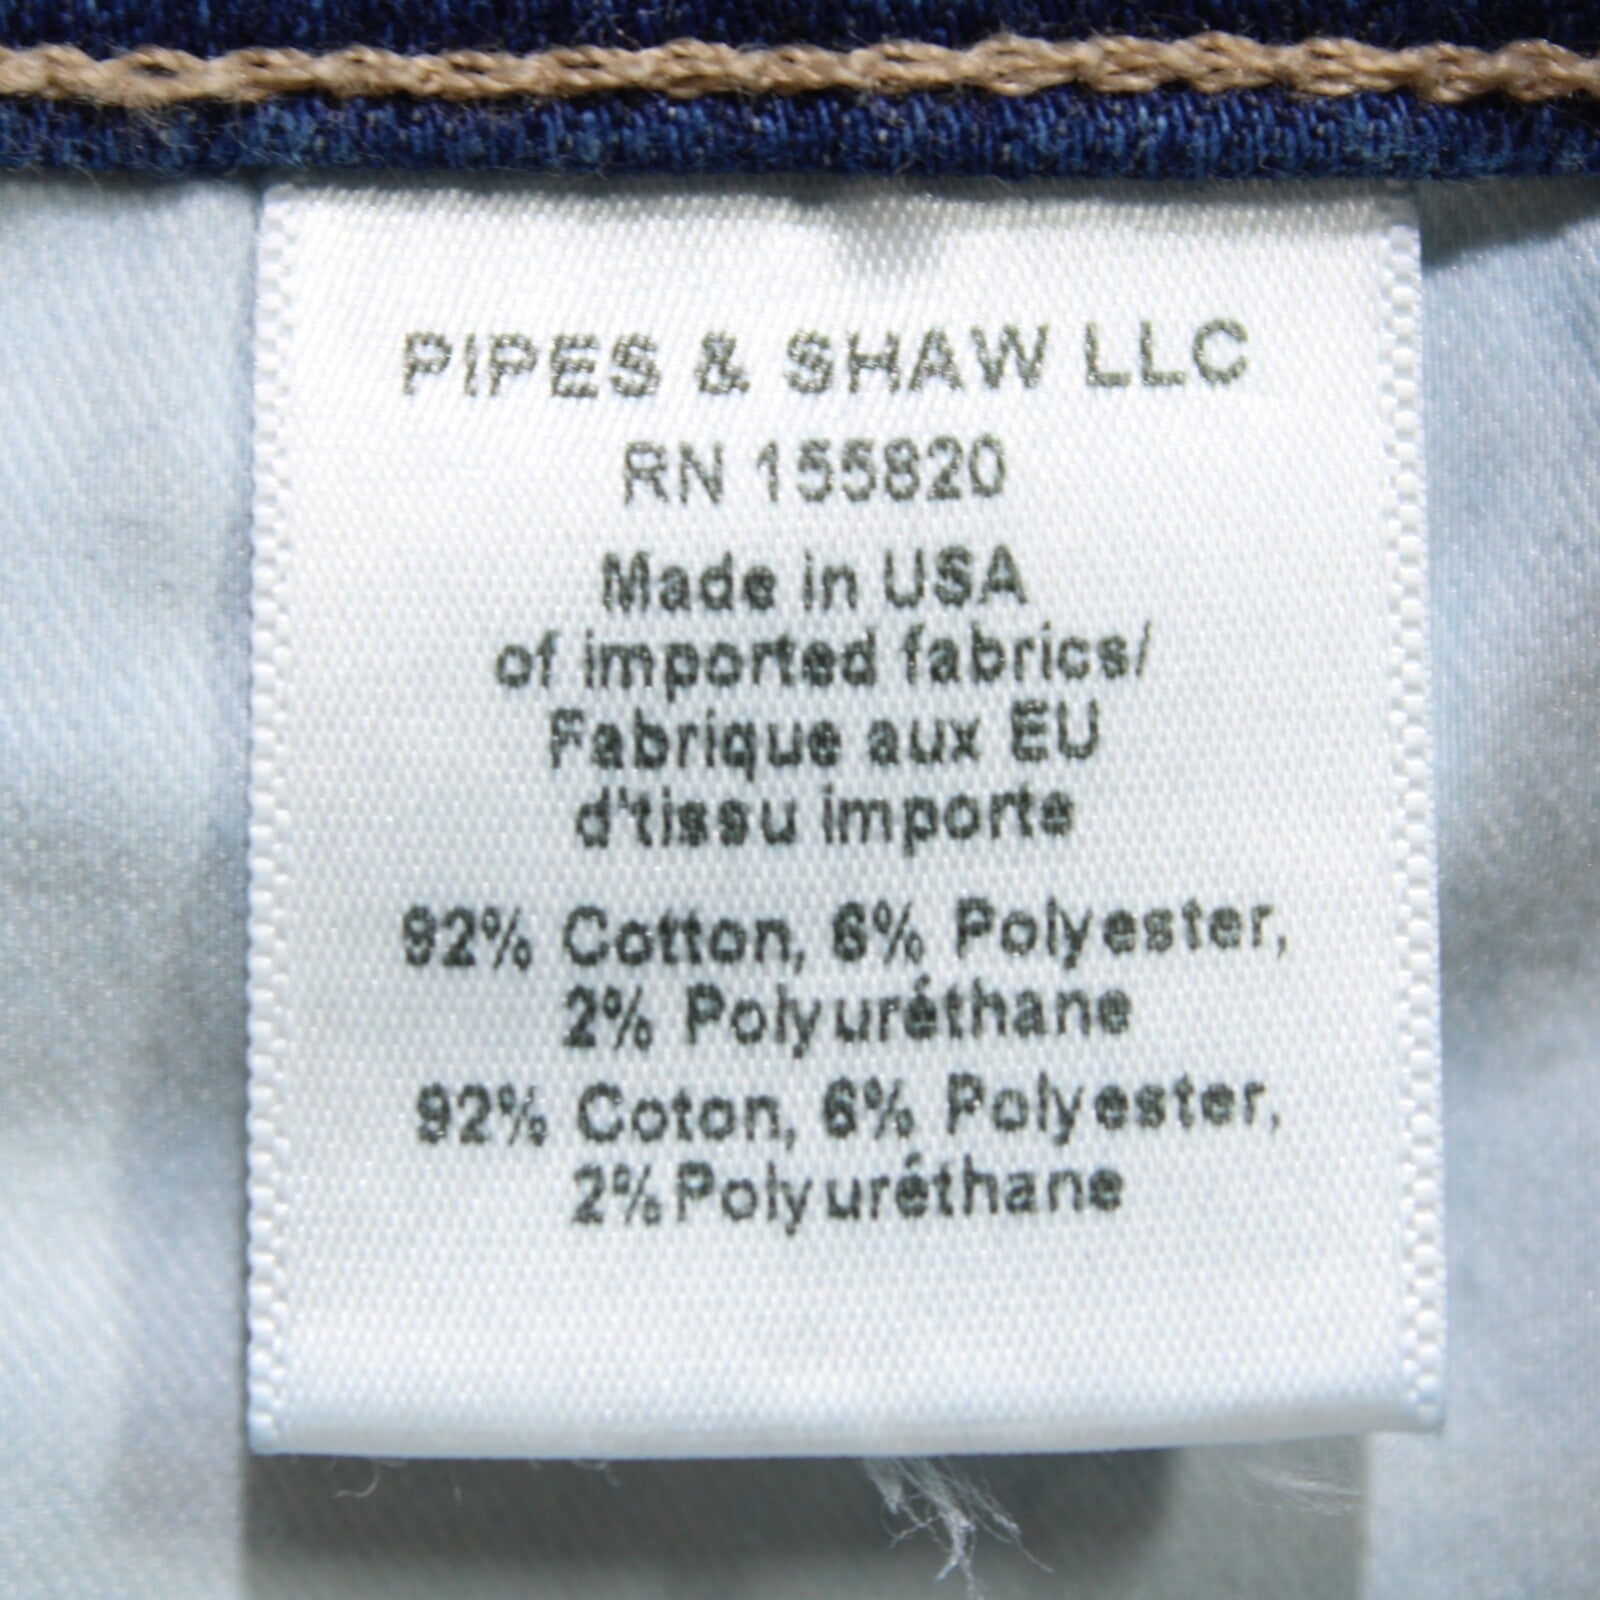 PIPES & SHAW LLC
RN 155820
Made in USA
of imported fabrics/
Fabrique aux EU
d'tissu importe
92% Cotton, 6% Polyester,
2% Polyuréthane
92% Coton, 6% Polyester,
2% Polyuréthane